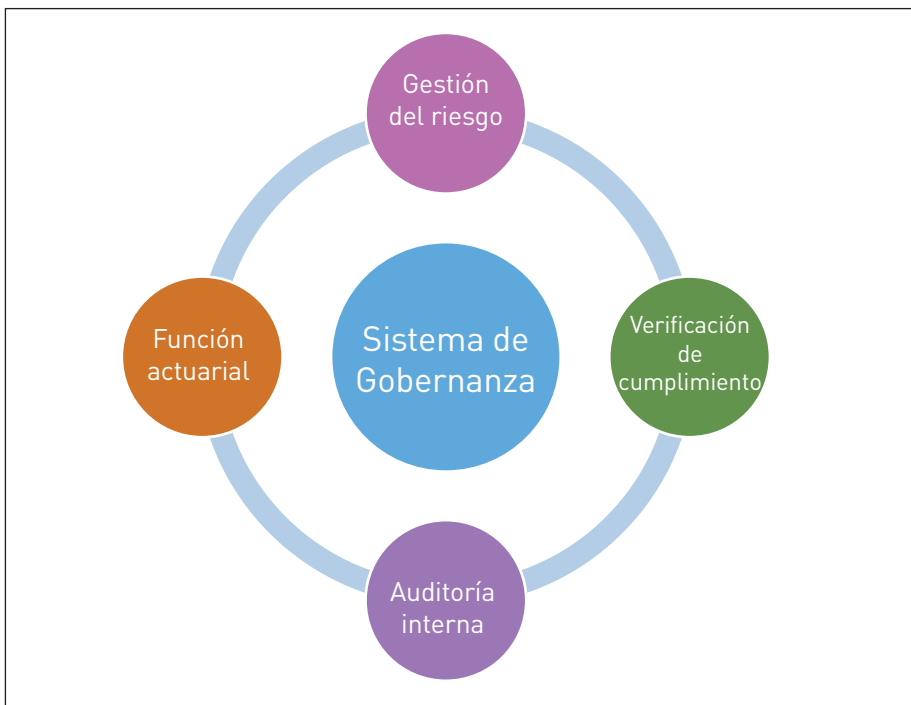 Gestión
del riesgo
Función
actuarial
Sistema de
Gobernanza
Verificación
de
cumplimiento
Auditoría
interna